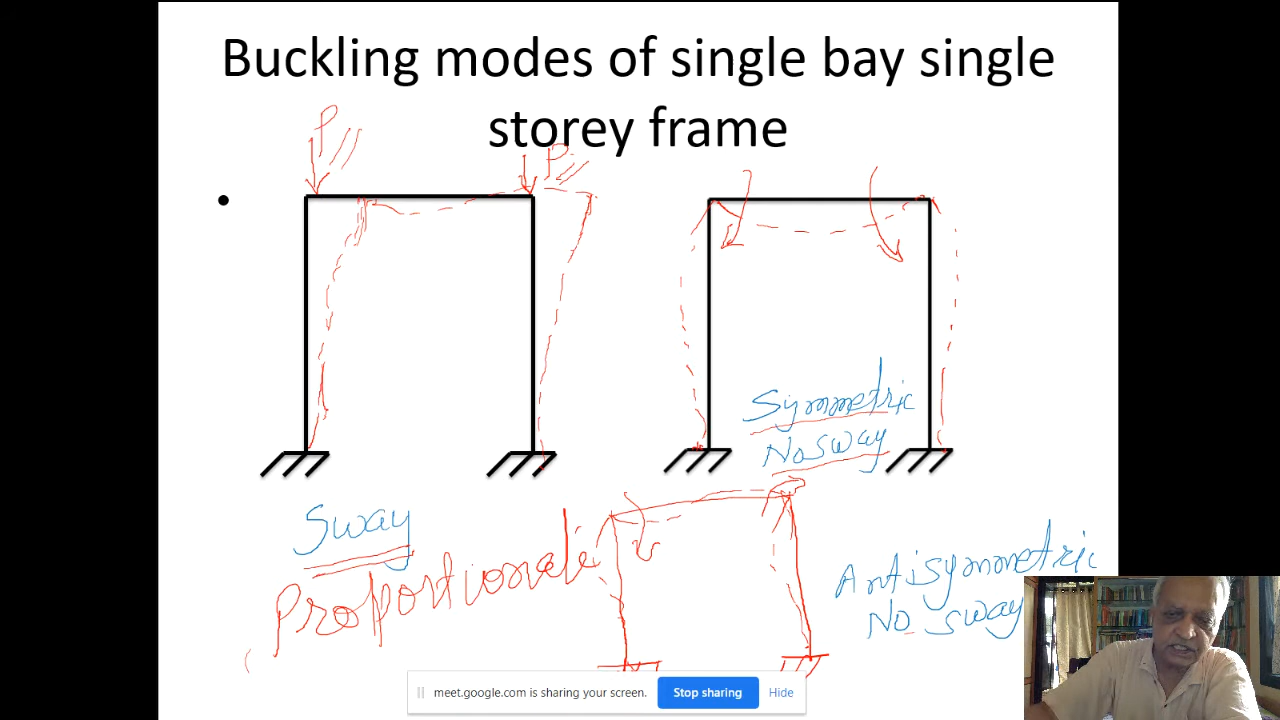 Buckling modes of single bay single
storey frame
P
P
Symmetric
No sway
Sway
Proportionali
Antisymmetric
No sway
meet.google.com is sharing your screen.
Stop sharing
Hide